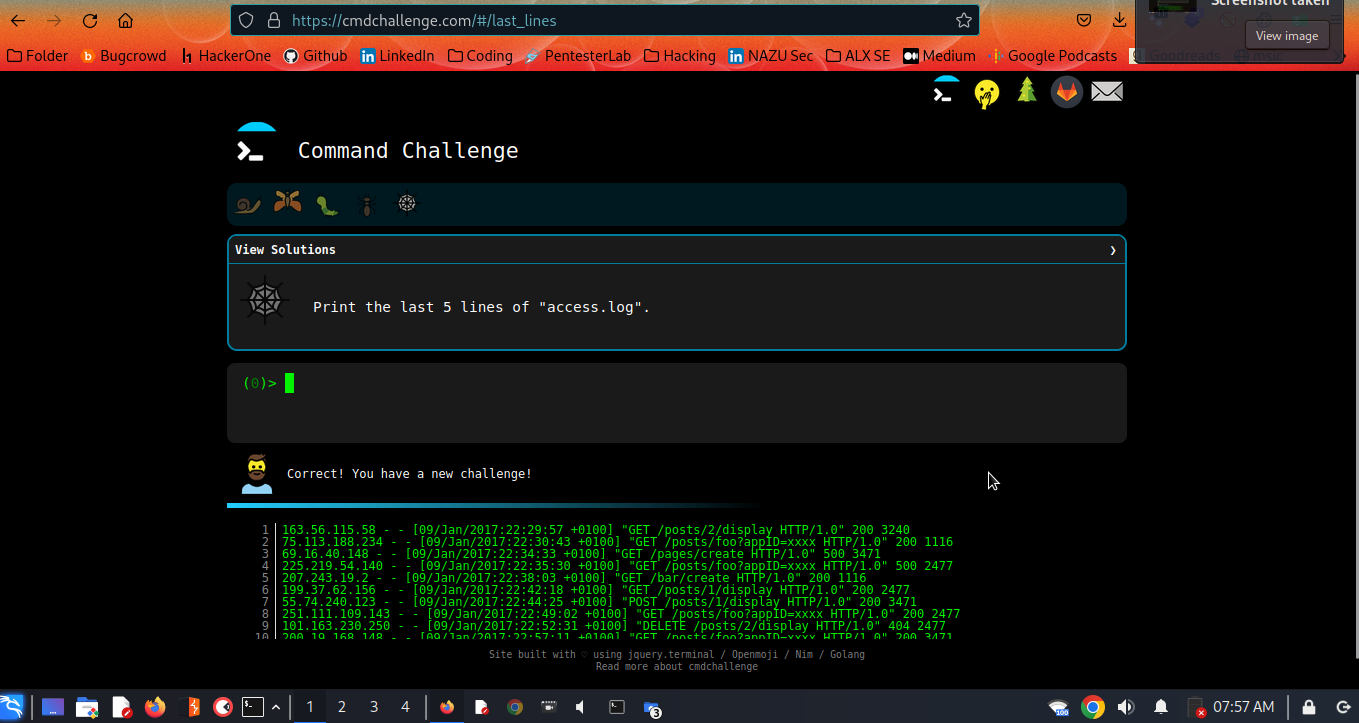 Screenshot taken
https://cmdchallenge.com/#/last_lines
View image
Folder Bugcrowd HackerOne Github LinkedIn Coding PentesterLab Hacking NAZU Sec ALX SE Medium Google Podcasts Goodreads
Command Challenge
View Solutions
Print the last 5 lines of "access.log".
(0)>
Correct! You have a new challenge!
1 163.56.115.58 - - [09/Jan/2017:22:29:57 +0100] "GET /posts/2/display HTTP/1.0" 200 3240
2 75.113.188.234 - - [09/Jan/2017:22:30:43 +0100] "GET /posts/foo?appID=xxxx HTTP/1.0" 200 1116
3 69.16.40.148 - - [09/Jan/2017:22:34:33 +0100] "GET /pages/create HTTP/1.0" 500 3471
4 225.219.54.140 - - [09/Jan/2017:22:35:30 +0100] "GET /posts/foo?appID=xxxx HTTP/1.0" 500 2477
5 207.243.19.2 - - [09/Jan/2017:22:38:03 +0100] "GET /bar/create HTTP/1.0" 200 1116
6 199.37.62.156 - - [09/Jan/2017:22:42:18 +0100] "GET /posts/1/display HTTP/1.0" 200 2477
7 55.74.240.123 - - [09/Jan/2017:22:44:25 +0100] "POST /posts/1/display HTTP/1.0" 200 3471
8 251.111.109.143 - - [09/Jan/2017:22:49:02 +0100] "GET /posts/foo?appID=xxxx HTTP/1.0" 200 2477
9 101.163.230.250 - - [09/Jan/2017:22:52:31 +0100] "DELETE /posts/2/display HTTP/1.0" 404 2477
10 200.19.168.148 - - [09/Jan/2017:22:57:11 +0100] "GET /posts/foo?appID=xxxx HTTP/1.0" 200 3471
Site built with ♡ using jquery.terminal / Openmoji / Nim / Golang
Read more about cmdchallenge
1 2 3 4 3 100 07:57 AM